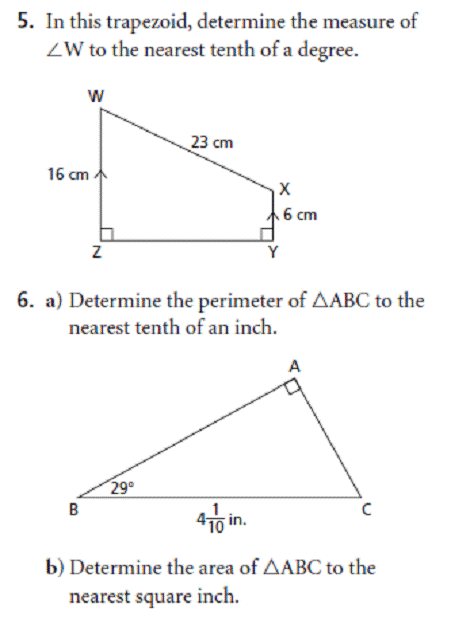 5. In this trapezoid, determine the measure of
∠W to the nearest tenth of a degree.
W
23 cm
16 cm
X
6 cm
Z
Y
6. a) Determine the perimeter of △ABC to the
nearest tenth of an inch.
A
29°
B
C
4 1/10 in.
b) Determine the area of △ABC to the
nearest square inch.